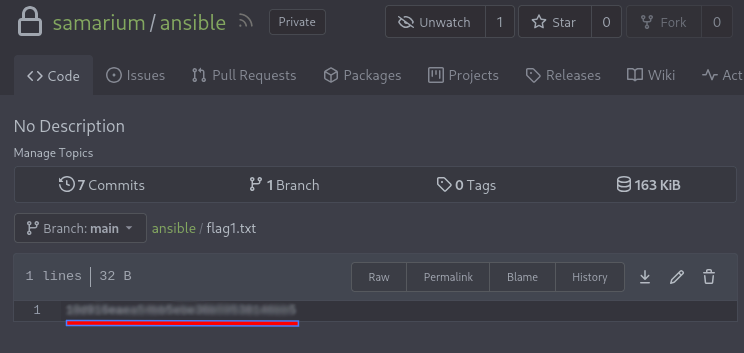 samarium / ansible Private Unwatch 1 Star 0 Fork 0
Code Issues Pull Requests Packages Projects Releases Wiki Act
No Description
Manage Topics
7 Commits 1 Branch 0 Tags 163 KiB
Branch: main ansible / flag1.txt
1 lines 32 B Raw Permalink Blame History
1